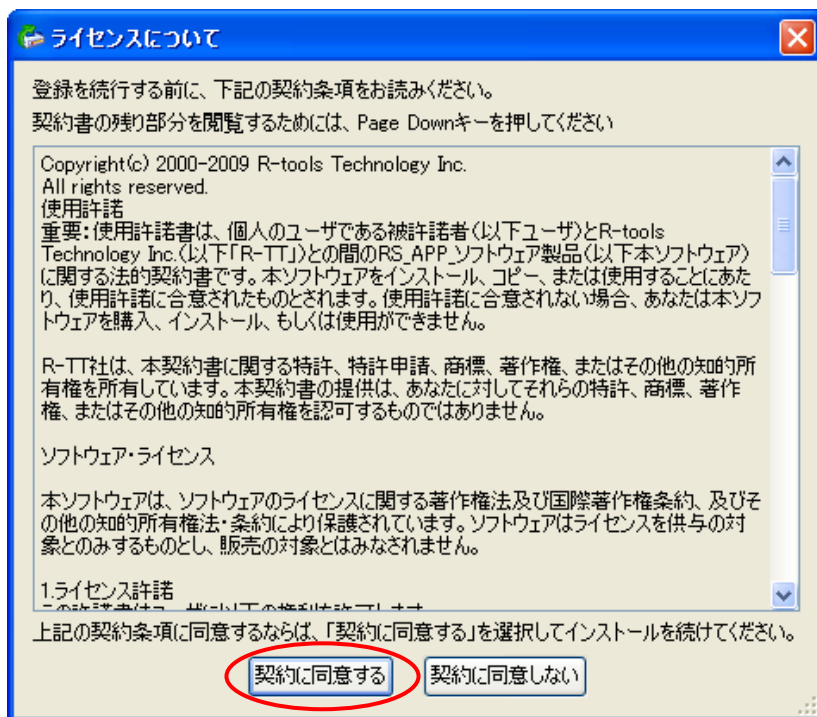 ライセンスについて
登録を続行する前に、下記の契約条項をお読みください。
契約書の残り部分を閲覧するためには、Page Downキーを押してください
Copyright(c) 2000-2009 R-tools Technology Inc.
All rights reserved.
使用許諾
重要：使用許諾書は、個人のユーザである被許諾者（以下ユーザ）とR-tools
Technology Inc.（以下「R-TT」）との間のRS_APP_ソフトウェア製品（以下本ソフトウェア）
に関する法的契約書です。本ソフトウェアをインストール、コピー、または使用することにあた
り、使用許諾に合意されたものとされます。使用許諾に合意されない場合、あなたは本ソフ
トウェアを購入、インストール、もしくは使用ができません。
R-TT社は、本契約書に関する特許、特許申請、商標、著作権、またはその他の知的所
有権を所有しています。本契約書の提供は、あなたに対してそれらの特許、商標、著作
権、またはその他の知的所有権を認可するものではありません。
ソフトウェア・ライセンス
本ソフトウェアは、ソフトウェアのライセンスに関する著作権法及び国際著作権条約、及びそ
の他の知的所有権法・条約により保護されています。ソフトウェアはライセンスを供与の対
象とのみするものとし、販売の対象とはみなされません。
1.ライセンス許諾
上記の契約条項に同意するならば、「契約に同意する」を選択してインストールを続けてください。
契約に同意する 契約に同意しない